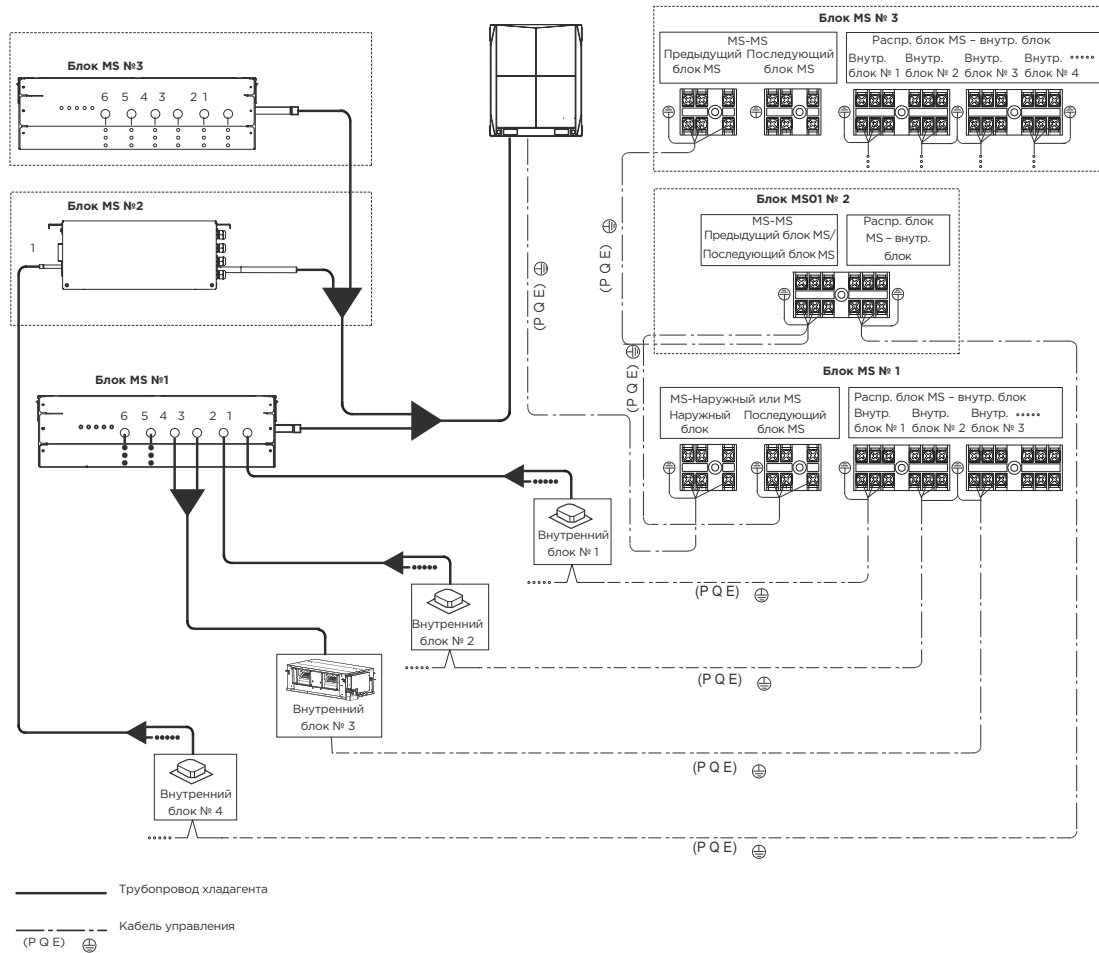 Блок MS №3
6 5 4 3 2 1
Блок MS №2
1
Блок MS №1
6 5 4 3 2 1
Внутренний
блок № 1
Внутренний
блок № 2
Внутренний
блок № 3
Внутренний
блок № 4
(P Q E)
(P Q E)
(P Q E)
Блок MS № 3
MS-MS
Предыдущий Последующий
блок MS блок MS
Распр. блок MS – внутр. блок
Внутр. Внутр. Внутр. Внутр.
блок № 1 блок № 2 блок № 3 блок № 4
Блок MS01 № 2
MS-MS
Предыдущий блок MS/
Последующий блок MS
Распр. блок
MS – внутр.
блок
Блок MS № 1
MS-Наружный или MS
Наружный Последующий
блок блок MS
Распр. блок MS – внутр. блок
Внутр. Внутр. Внутр.
блок № 1 блок № 2 блок № 3
(P Q E)
(P Q E)
(P Q E)
(P Q E)
Трубопровод хладагента
Кабель управления
(P Q E)